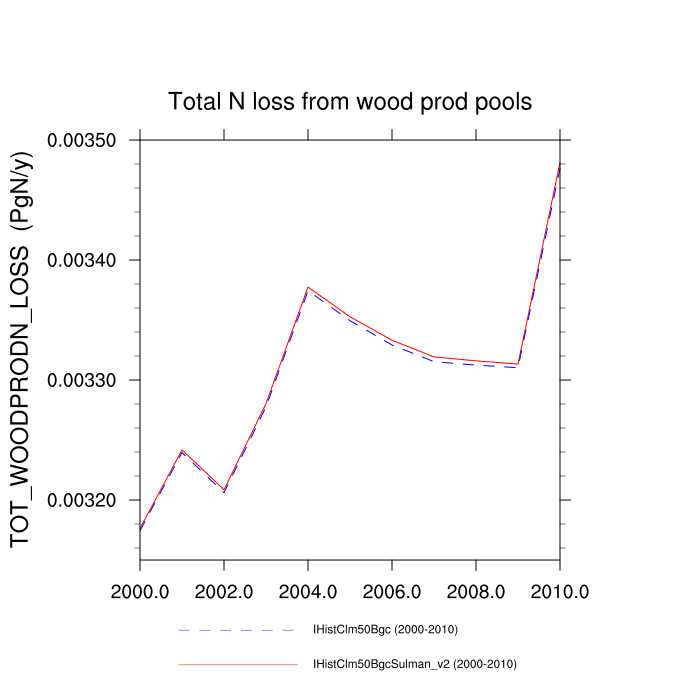 Total N loss from wood prod pools
TOT_WOODPRODN_LOSS (PgN/y)
0.00350
0.00340
0.00330
0.00320
2000.0 2002.0 2004.0 2006.0 2008.0 2010.0
IHistClm50Bgc (2000-2010)
IHistClm50BgcSulman_v2 (2000-2010)